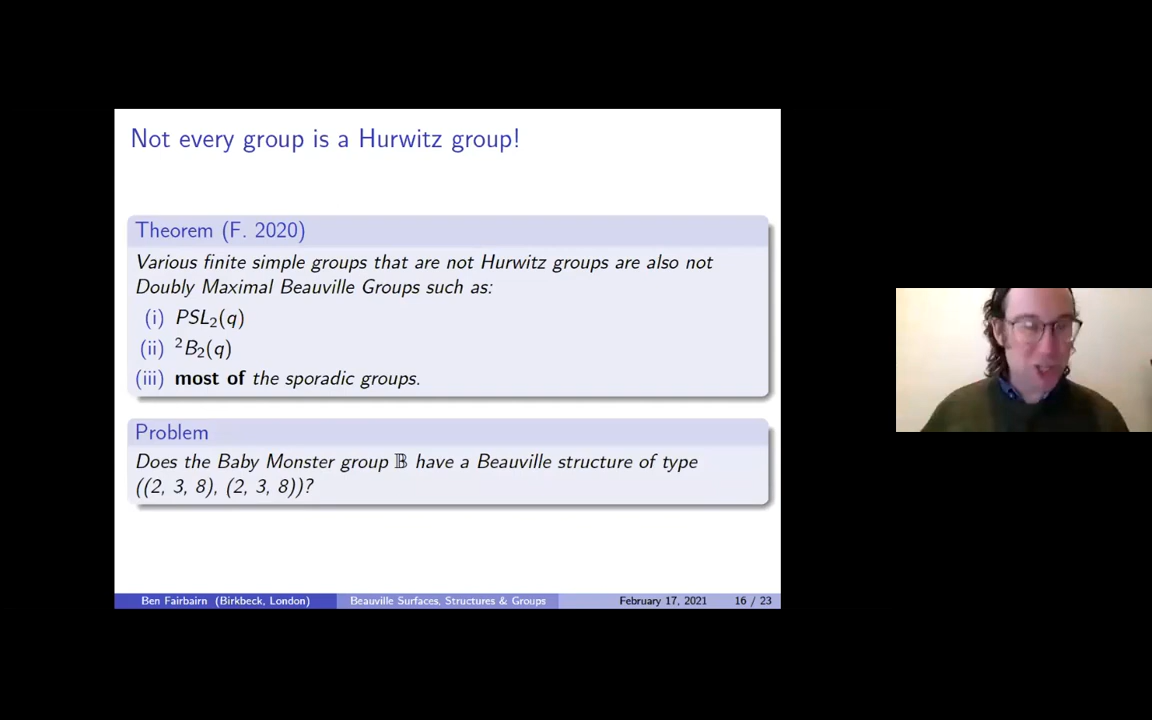 Not every group is a Hurwitz group!
Theorem (F. 2020)
Various finite simple groups that are not Hurwitz groups are also not
Doubly Maximal Beauville Groups such as:
(i) PSL₂(q)
(ii) ²B₂(q)
(iii) most of the sporadic groups.
Problem
Does the Baby Monster group 𝔹 have a Beauville structure of type
((2, 3, 8), (2, 3, 8))?
Ben Fairbairn (Birkbeck, London) Beauville Surfaces, Structures & Groups February 17, 2021 16 / 23